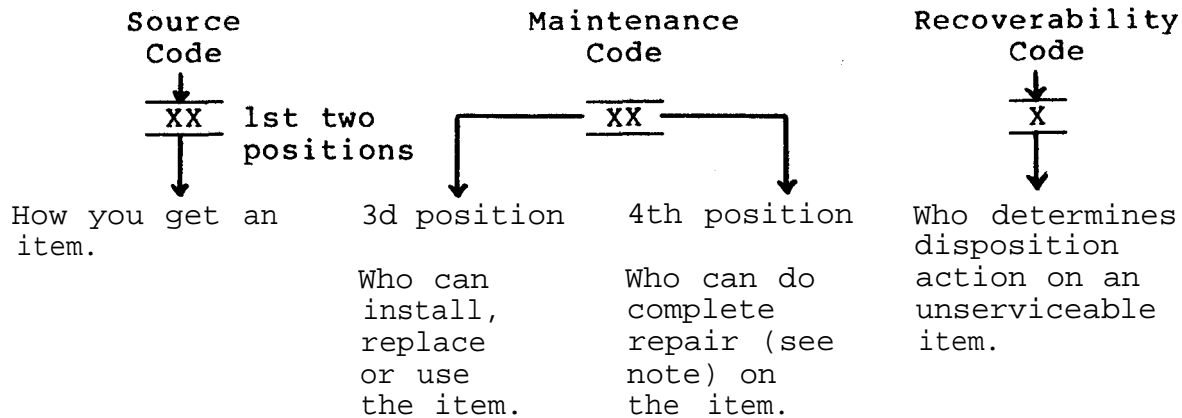 Source
Code
XX
1st two
positions
How you get an
item.
Maintenance
Code
XX
3d position
Who can
install,
replace
or use
the item.
4th position
Who can do
complete
repair (see
note) on
the item.
Recoverability
Code
X
Who determines
disposition
action on an
unserviceable
item.